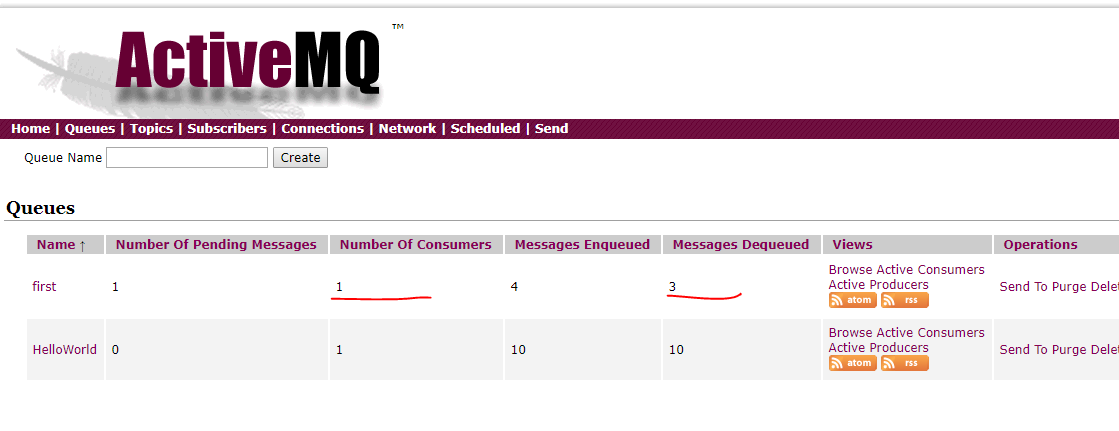 ActiveMQ™
Home | Queues | Topics | Subscribers | Connections | Network | Scheduled | Send
Queue Name Create
Queues
Name ↑ Number Of Pending Messages Number Of Consumers Messages Enqueued Messages Dequeued Views Operations
first 1 1 4 3 Browse Active Consumers
Active Producers
atom rss
Send To Purge Delet
HelloWorld 0 1 10 10 Browse Active Consumers
Active Producers
atom rss
Send To Purge Delet